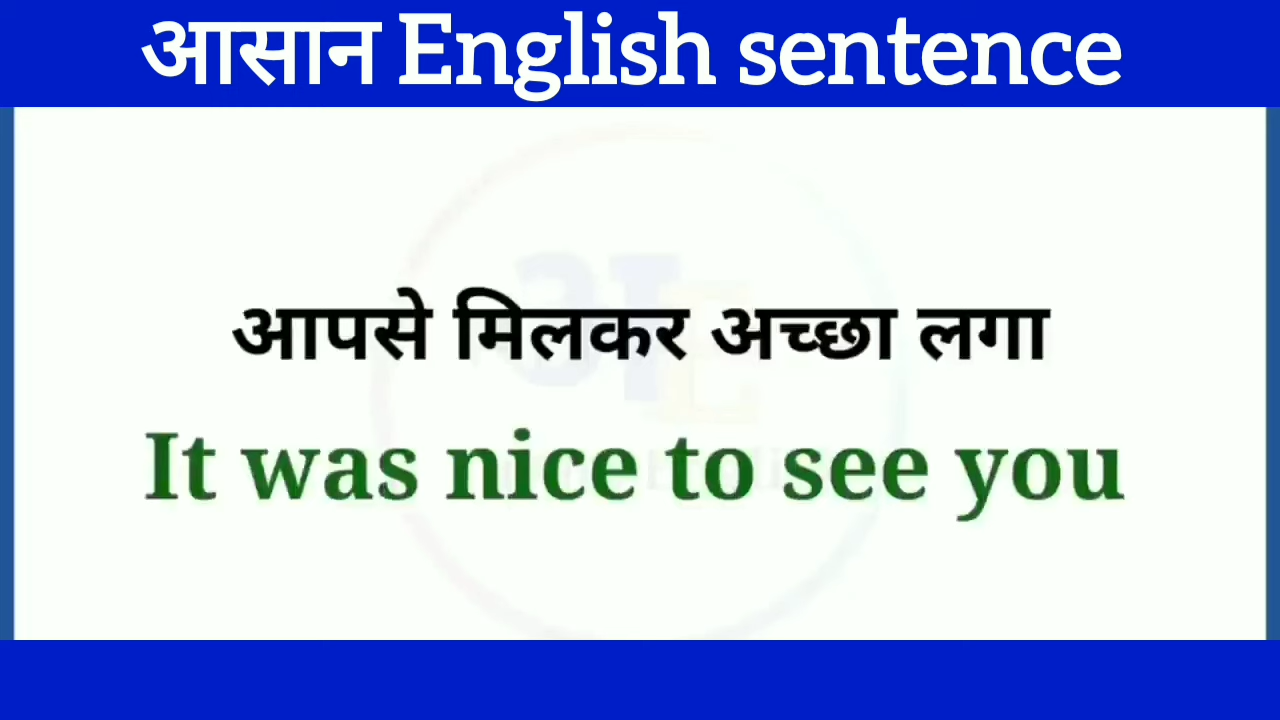 आसान English sentence
आपसे मिलकर अच्छा लगा
It was nice to see you